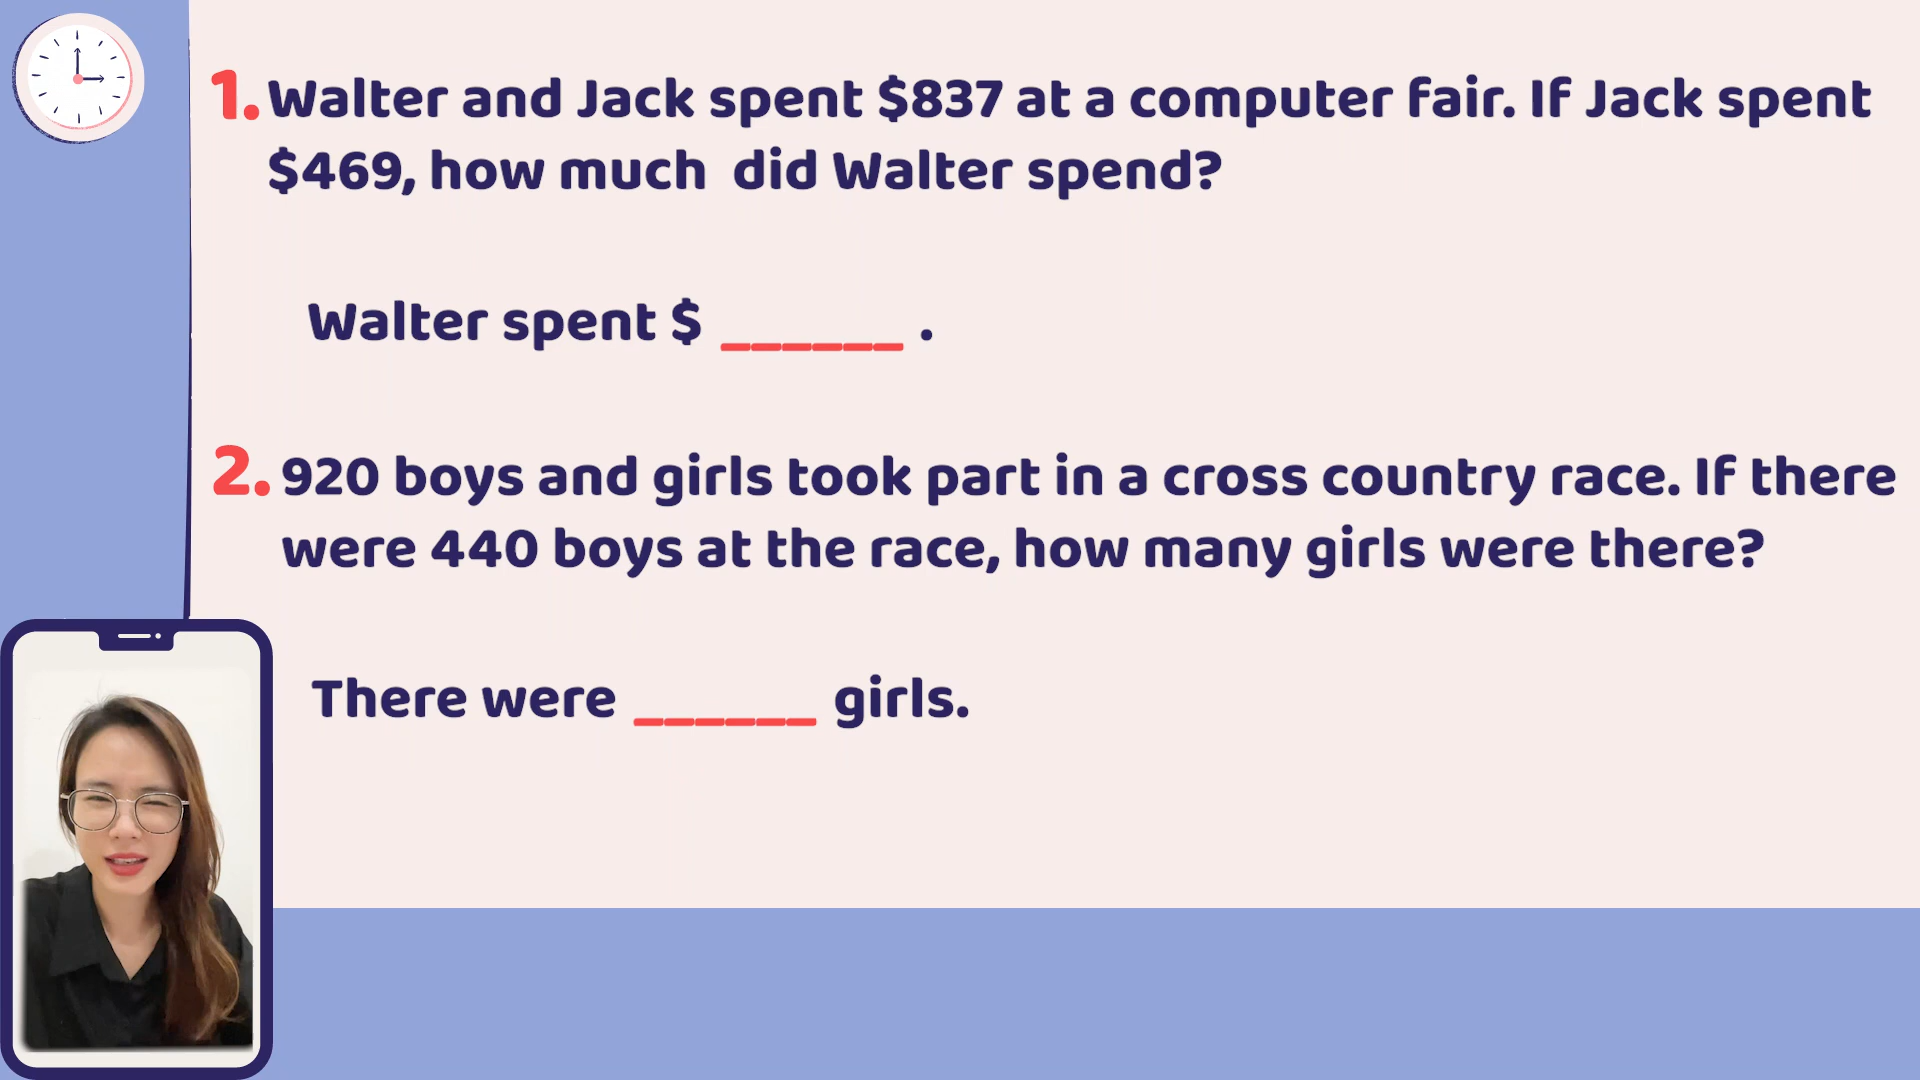 1. Walter and Jack spent $837 at a computer fair. If Jack spent
$469, how much did Walter spend?
Walter spent $ ______ .
2. 920 boys and girls took part in a cross country race. If there
were 440 boys at the race, how many girls were there?
There were ______ girls.